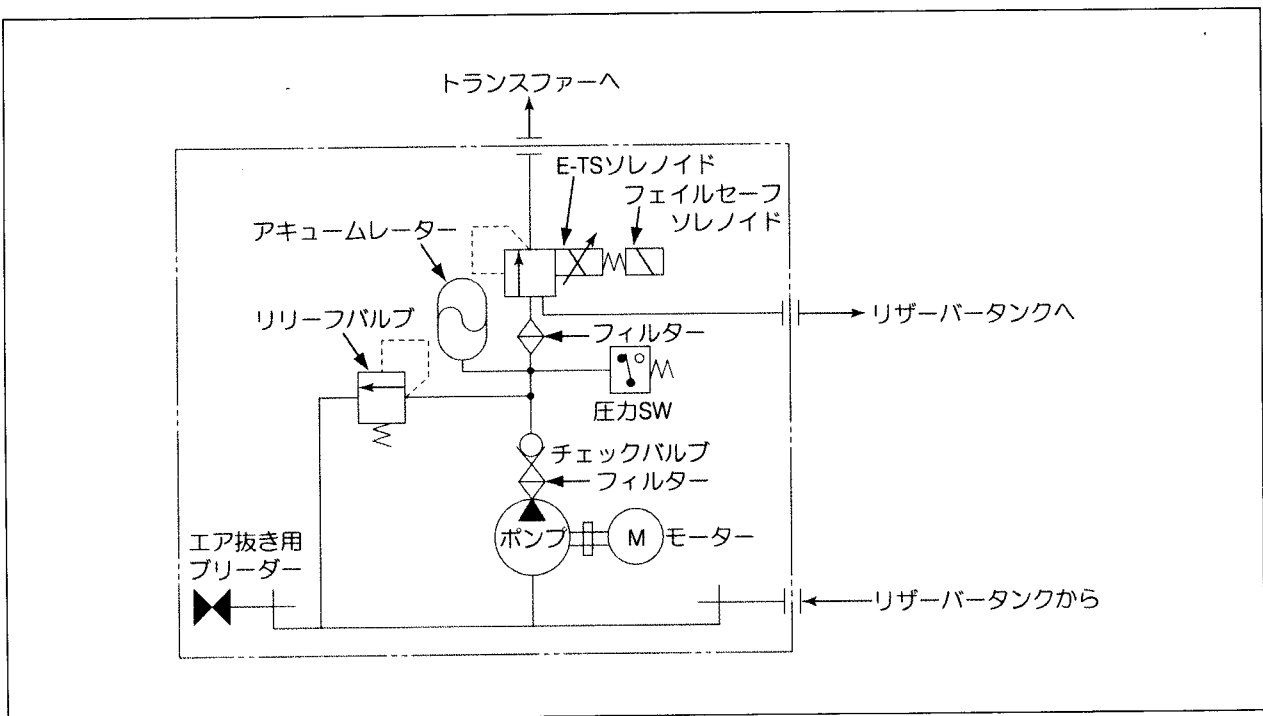 トランスファーへ
E-TSソレノイド
フェイルセーフ
ソレノイド
アキュームレーター
リリーフバルブ
リザーバータンクへ
フィルター
圧力SW
チェックバルブ
フィルター
ポンプ
M
モーター
エア抜き用
ブリーダー
リザーバータンクから